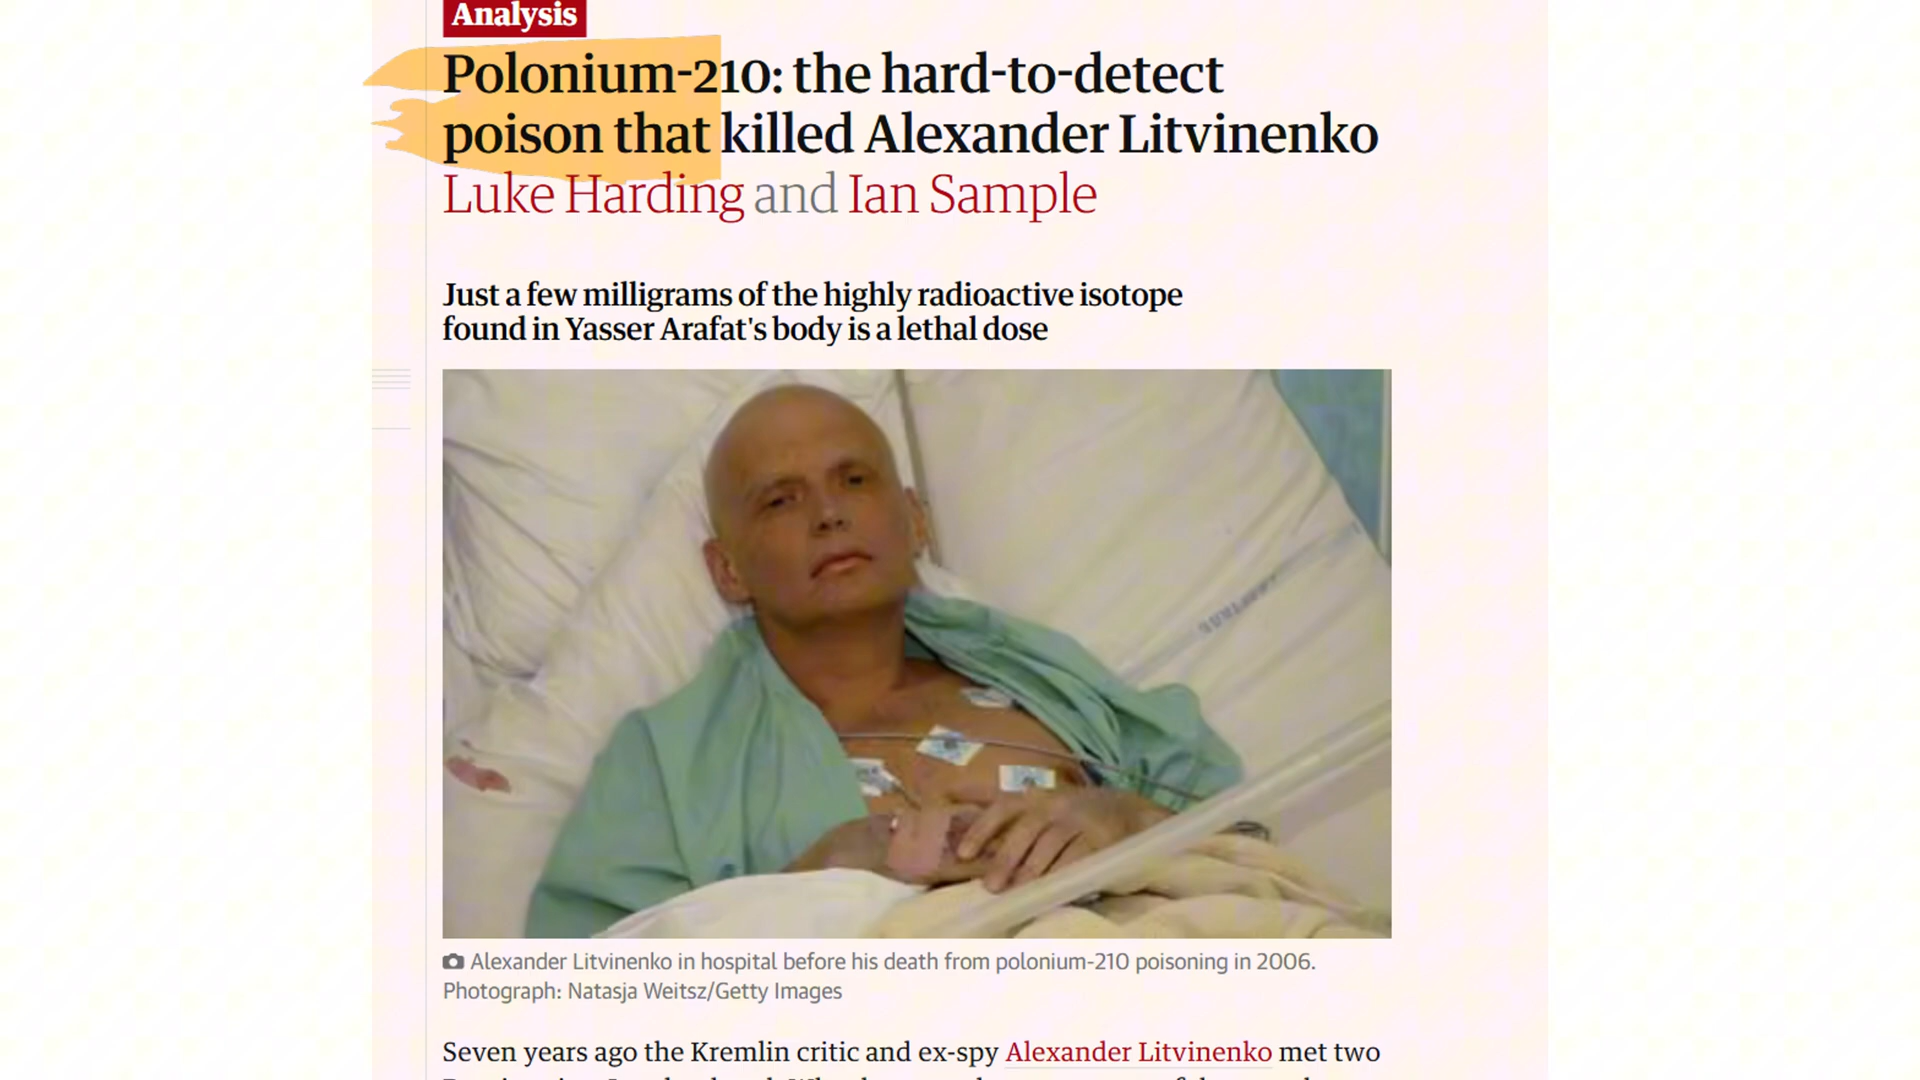 Analysis
Polonium-210: the hard-to-detect
poison that killed Alexander Litvinenko
Luke Harding and Ian Sample
Just a few milligrams of the highly radioactive isotope
found in Yasser Arafat's body is a lethal dose
Alexander Litvinenko in hospital before his death from polonium-210 poisoning in 2006.
Photograph: Natasja Weitsz/Getty Images
Seven years ago the Kremlin critic and ex-spy Alexander Litvinenko met two